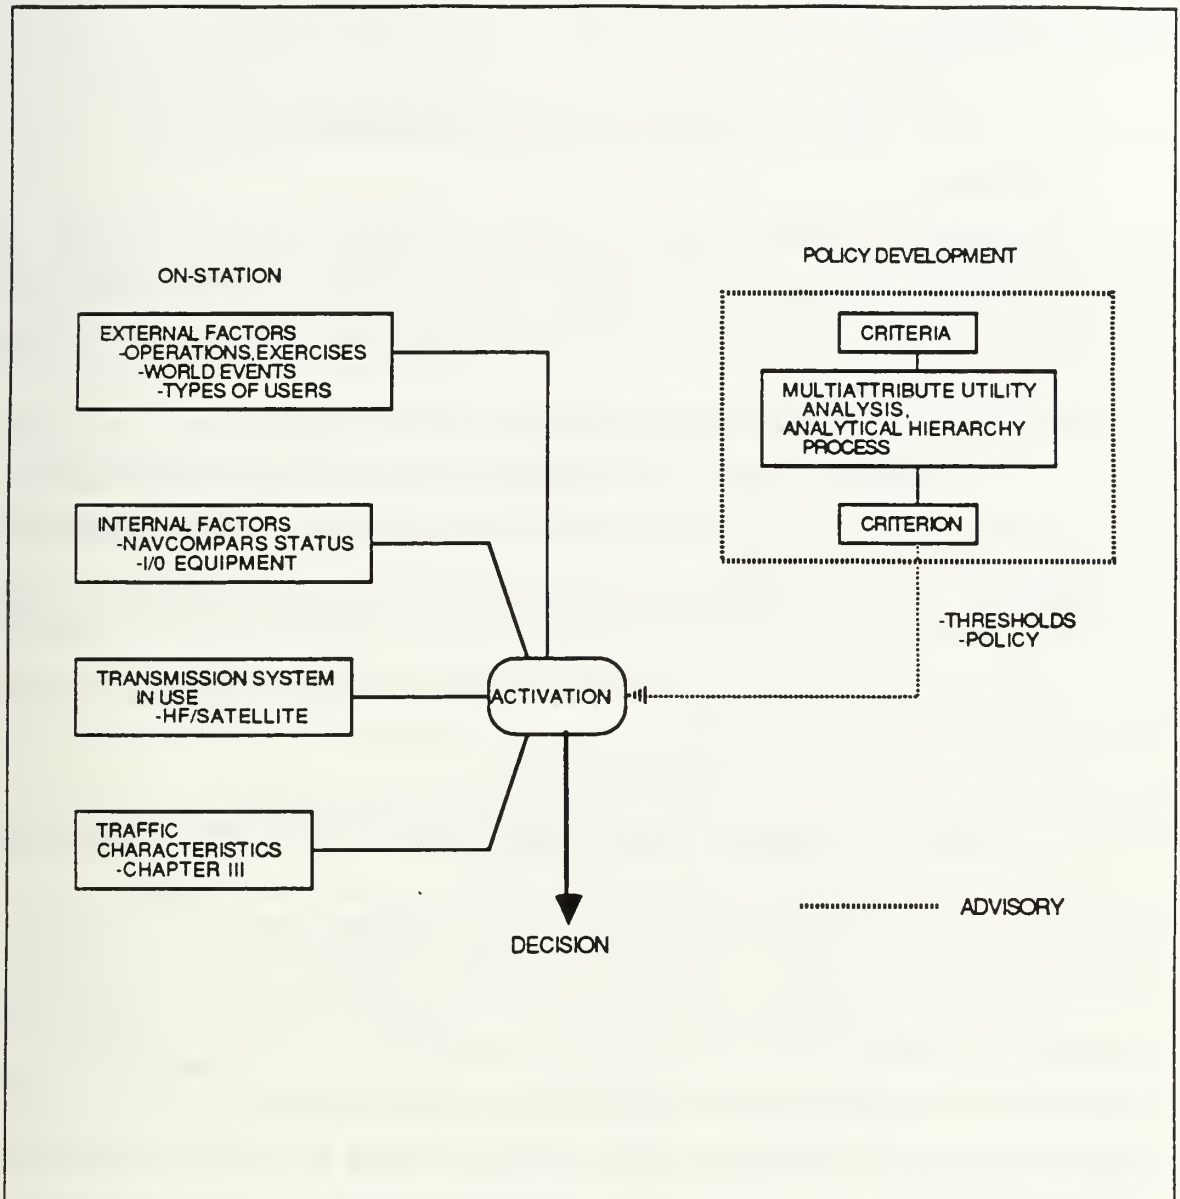 ON-STATION
EXTERNAL FACTORS
-OPERATIONS, EXERCISES
-WORLD EVENTS
-TYPES OF USERS
INTERNAL FACTORS
-NAVCOMPARS STATUS
-I/O EQUIPMENT
TRANSMISSION SYSTEM
IN USE
-HF/SATELLITE
TRAFFIC
CHARACTERISTICS
-CHAPTER III
ACTIVATION
DECISION
POLICY DEVELOPMENT
CRITERIA
MULTIATTRIBUTE UTILITY
ANALYSIS,
ANALYTICAL HIERARCHY
PROCESS
CRITERION
-THRESHOLDS
-POLICY
ADVISORY